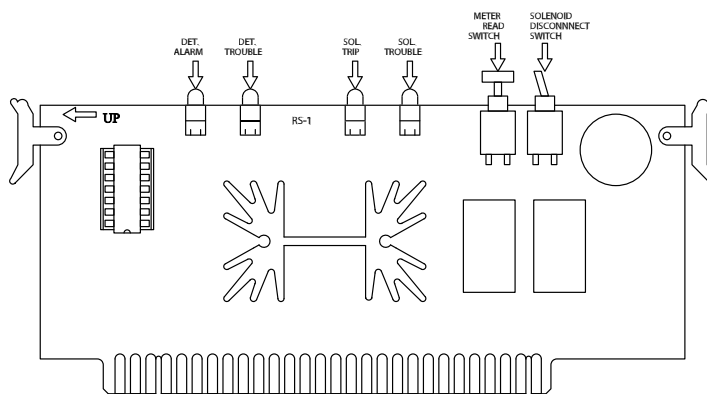 DET.
ALARM
DET.
TROUBLE
SOL.
TRIP
SOL.
TROUBLE
METER
READ
SWITCH
SOLENOID
DISCONNNECT
SWITCH
UP
RS-1